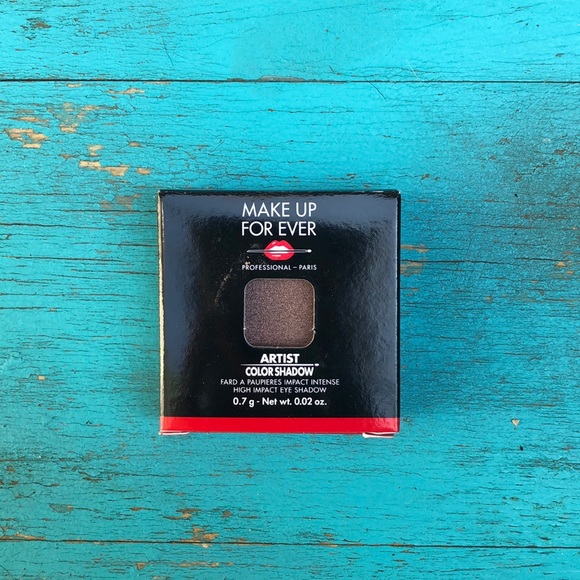 MAKE UP
FOR EVER
PROFESSIONAL – PARIS
ARTIST
COLOR SHADOW™
FARD A PAUPIERES IMPACT INTENSE
HIGH IMPACT EYE SHADOW
0.7 g - Net wt. 0.02 oz.